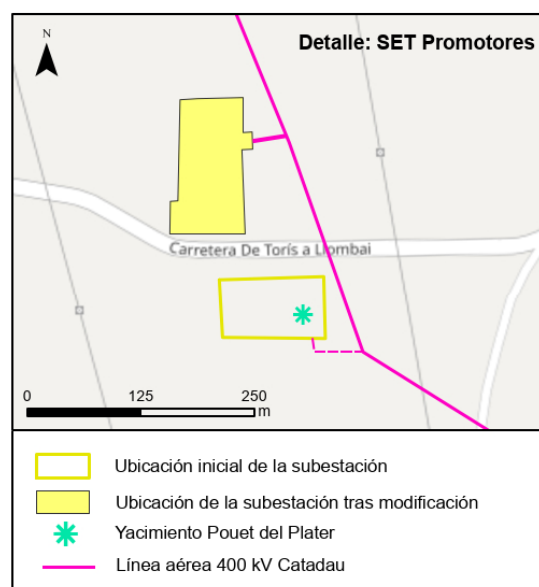 N
Detalle: SET Promotores
Carretera De Torís a Llombai
0 125 250
m
Ubicación inicial de la subestación
Ubicación de la subestación tras modificación
Yacimiento Pouet del Plater
Línea aérea 400 kV Catadau